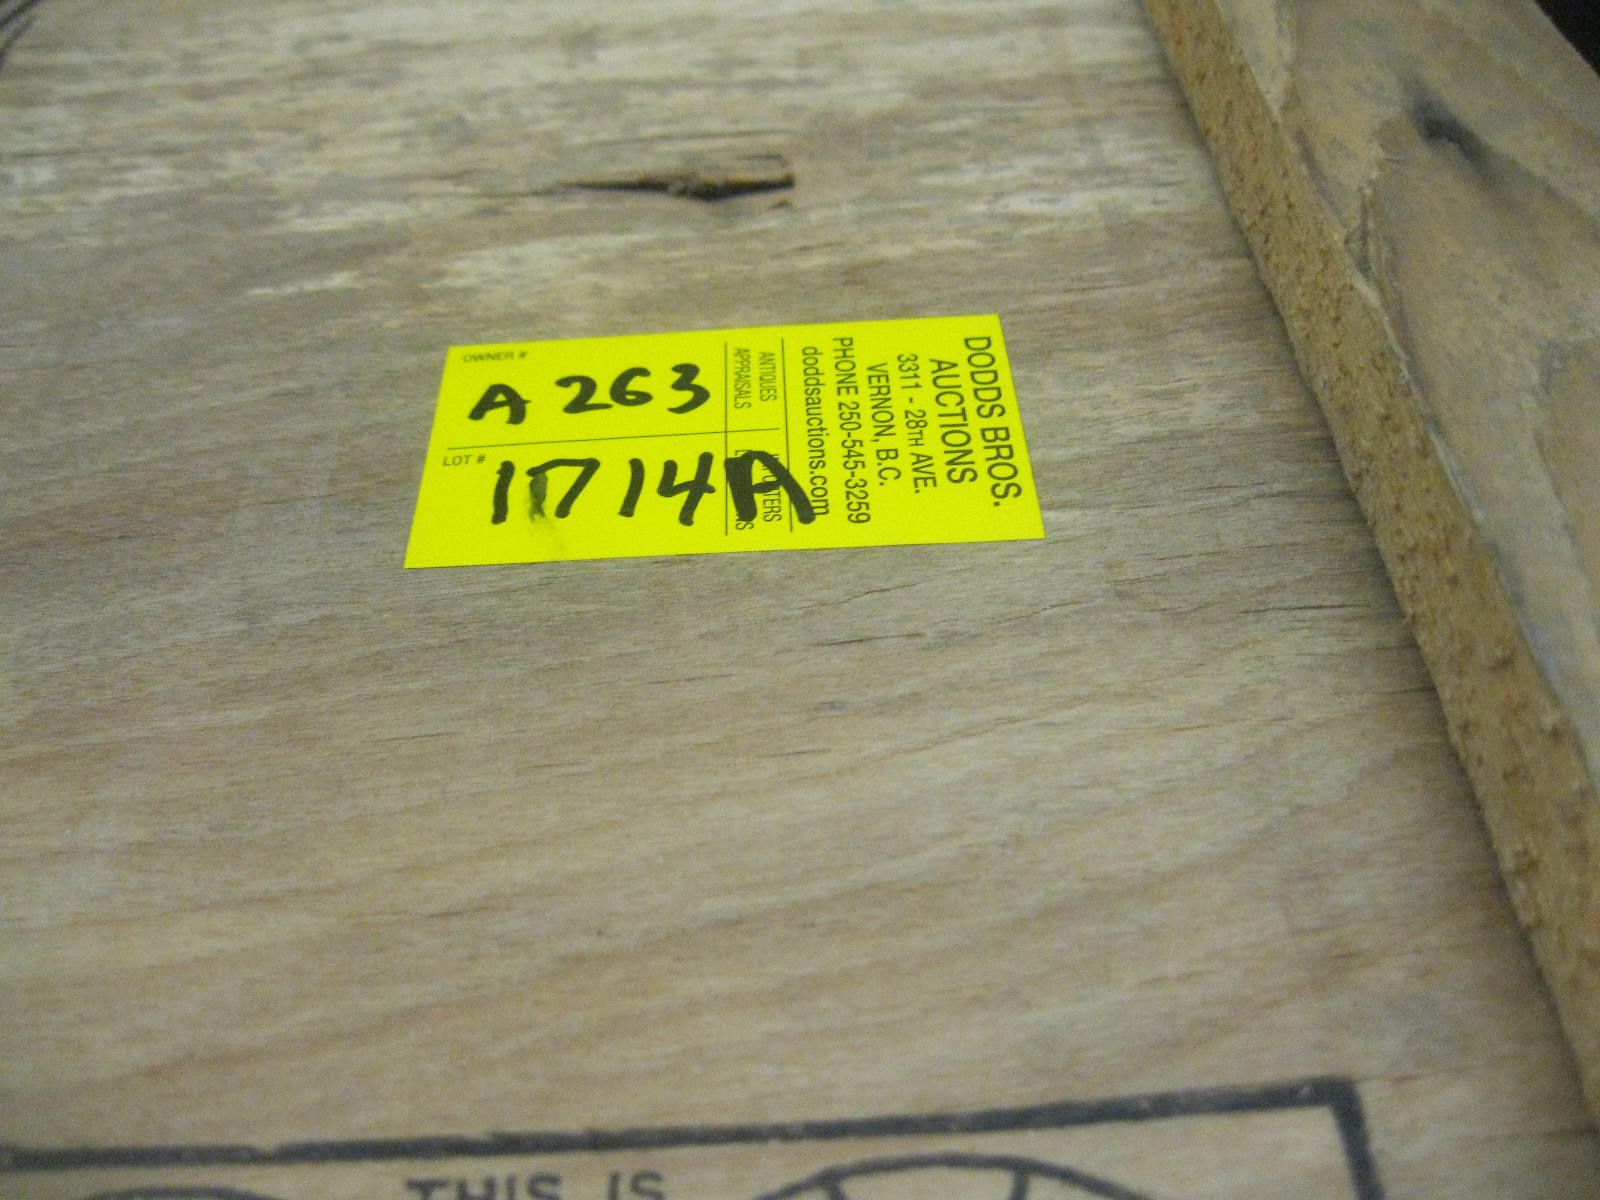 OWNER #
A 263
LOT #
1714A
ANTIQUES
APPRAISALS
DODDS BROS.
AUCTIONS
3311 - 28TH AVE.
VERNON, B.C.
PHONE 250-545-3259
doddsauctions.com
THIS IS